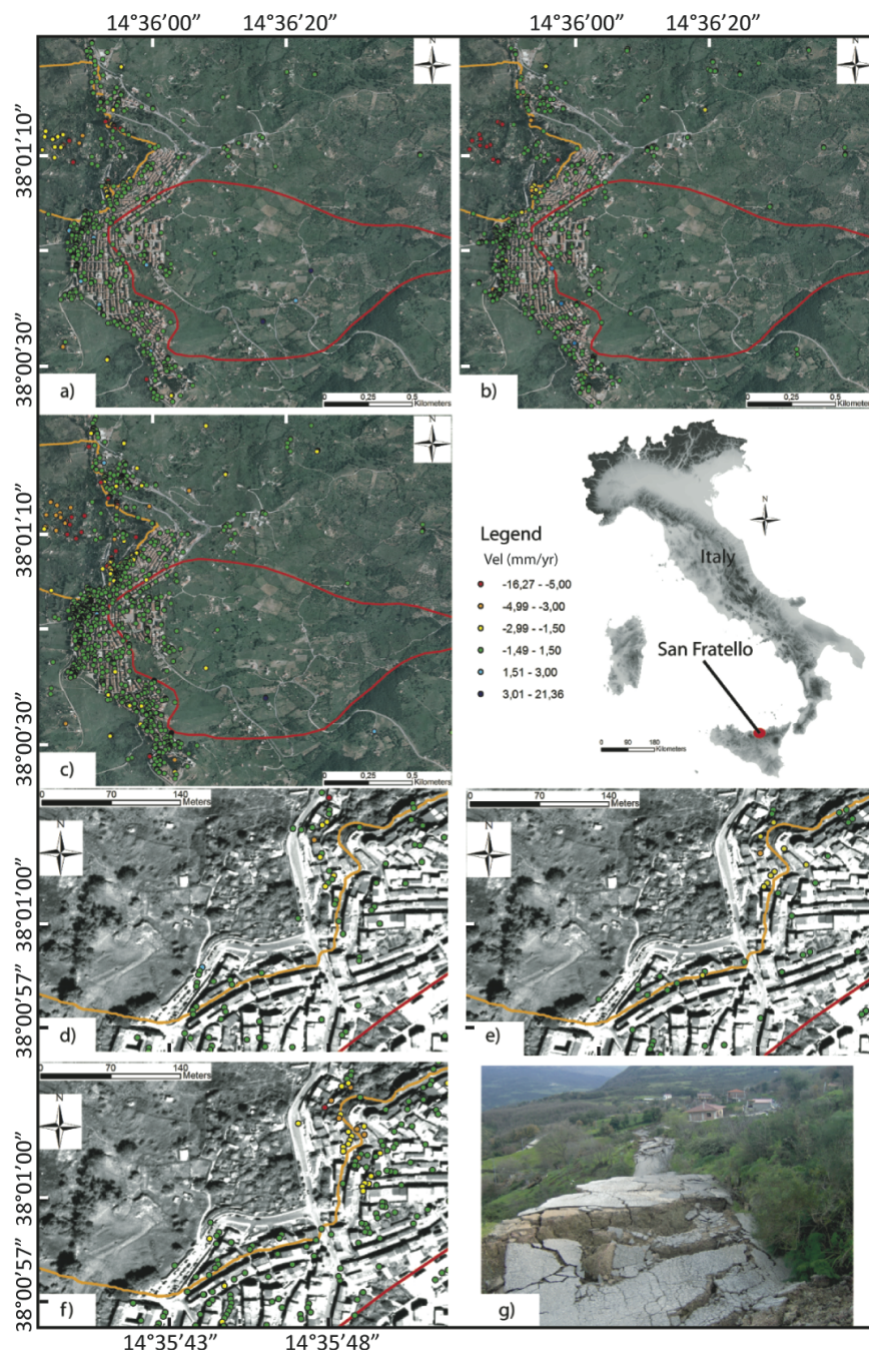 14°36'00” 14°36'20” 14°36'00” 14°36'20”
N N
38°01'10”
38°00'30”
a) 0 0,25 0,5
Kilometers
b) 0 0,25 0,5
Kilometers
N
38°01'10”
38°00'30”
c) 0 0,25 0,5
Kilometers
Legend
Vel (mm/yr)
-16,27 - -5,00
-4,99 - -3,00
-2,99 - -1,50
-1,49 - 1,50
1,51 - 3,00
3,01 - 21,36
N
Italy
San Fratello
0 90 180
Kilometers
0 70 140
Meters
N
38°01'00”
38°00'57”
d)
0 70 140
Meters
N
e)
0 70 140
Meters
N
38°01'00”
38°00'57”
f)
g)
14°35'43” 14°35'48”